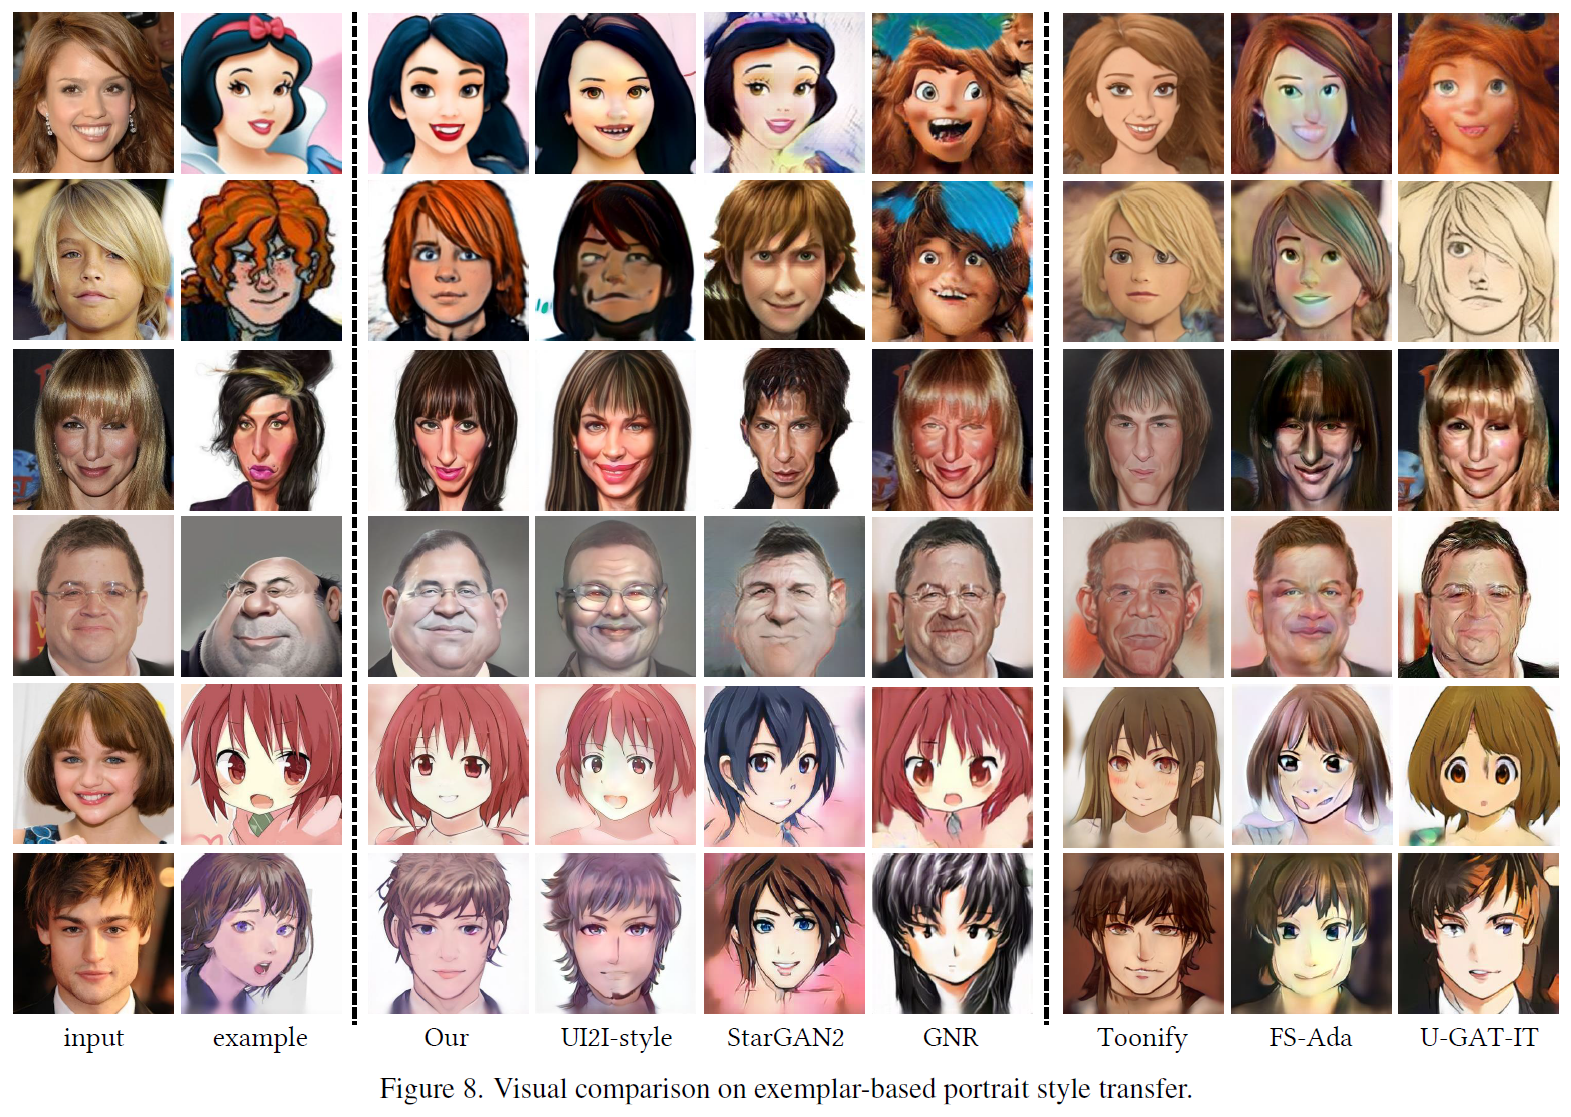 input example Our UI2I-style StarGAN2 GNR Toonify FS-Ada U-GAT-IT
Figure 8. Visual comparison on exemplar-based portrait style transfer.